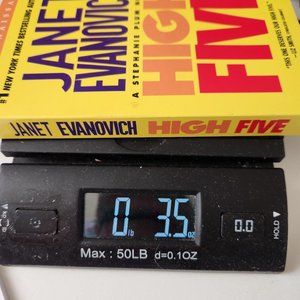 #1 NEW YORK TIMES BESTSELLING AUTHOR
JANET
EVANOVICH
A STEPHANIE PLUM
HIGH
FIVE
JANET EVANOVICH HIGH FIVE
0 lb 3.5 oz
0.0
HOLD
Max : 50LB d=0.1OZ